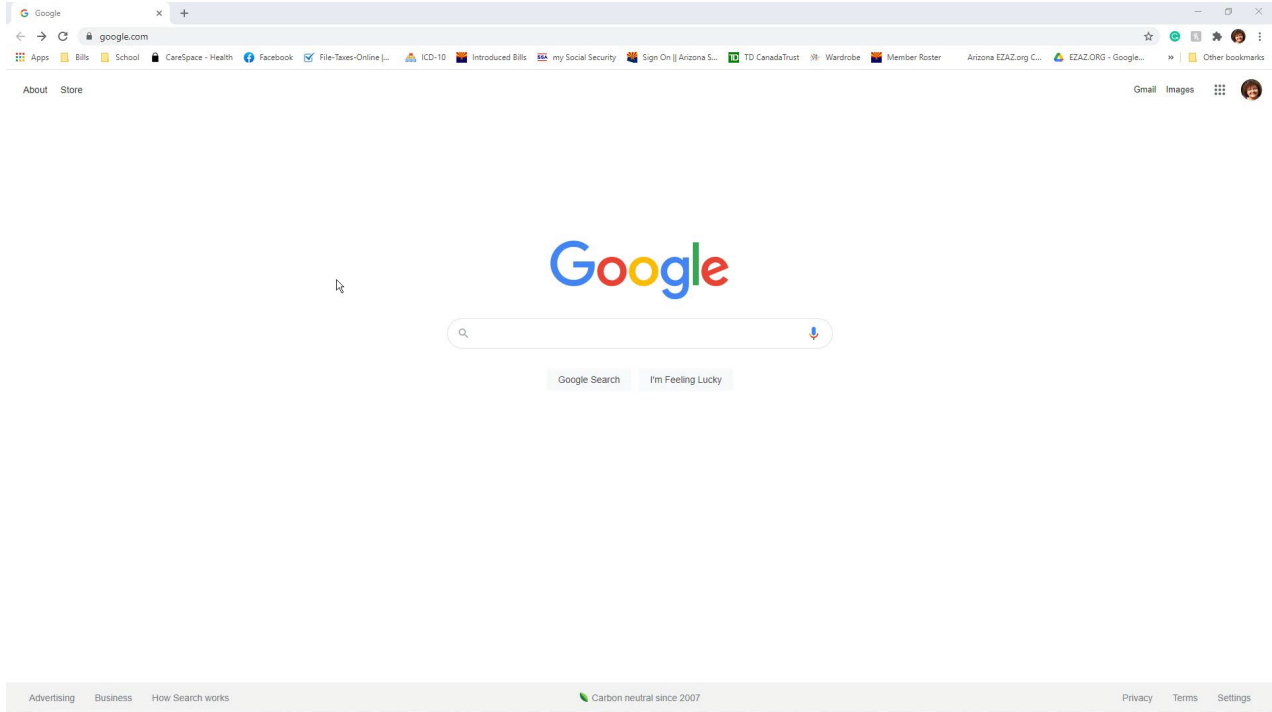 Google
google.com
Apps Bills School CareSpace - Health Facebook File-Taxes-Online |... ICD-10 Introduced Bills SSA my Social Security Sign On || Arizona S... TD TD CanadaTrust Wardrobe Member Roster Arizona EZAZ.org C... EZAZ.ORG - Google... » Other bookmarks
About Store Gmail Images
Google
Google Search I'm Feeling Lucky
Advertising Business How Search works Carbon neutral since 2007 Privacy Terms Settings